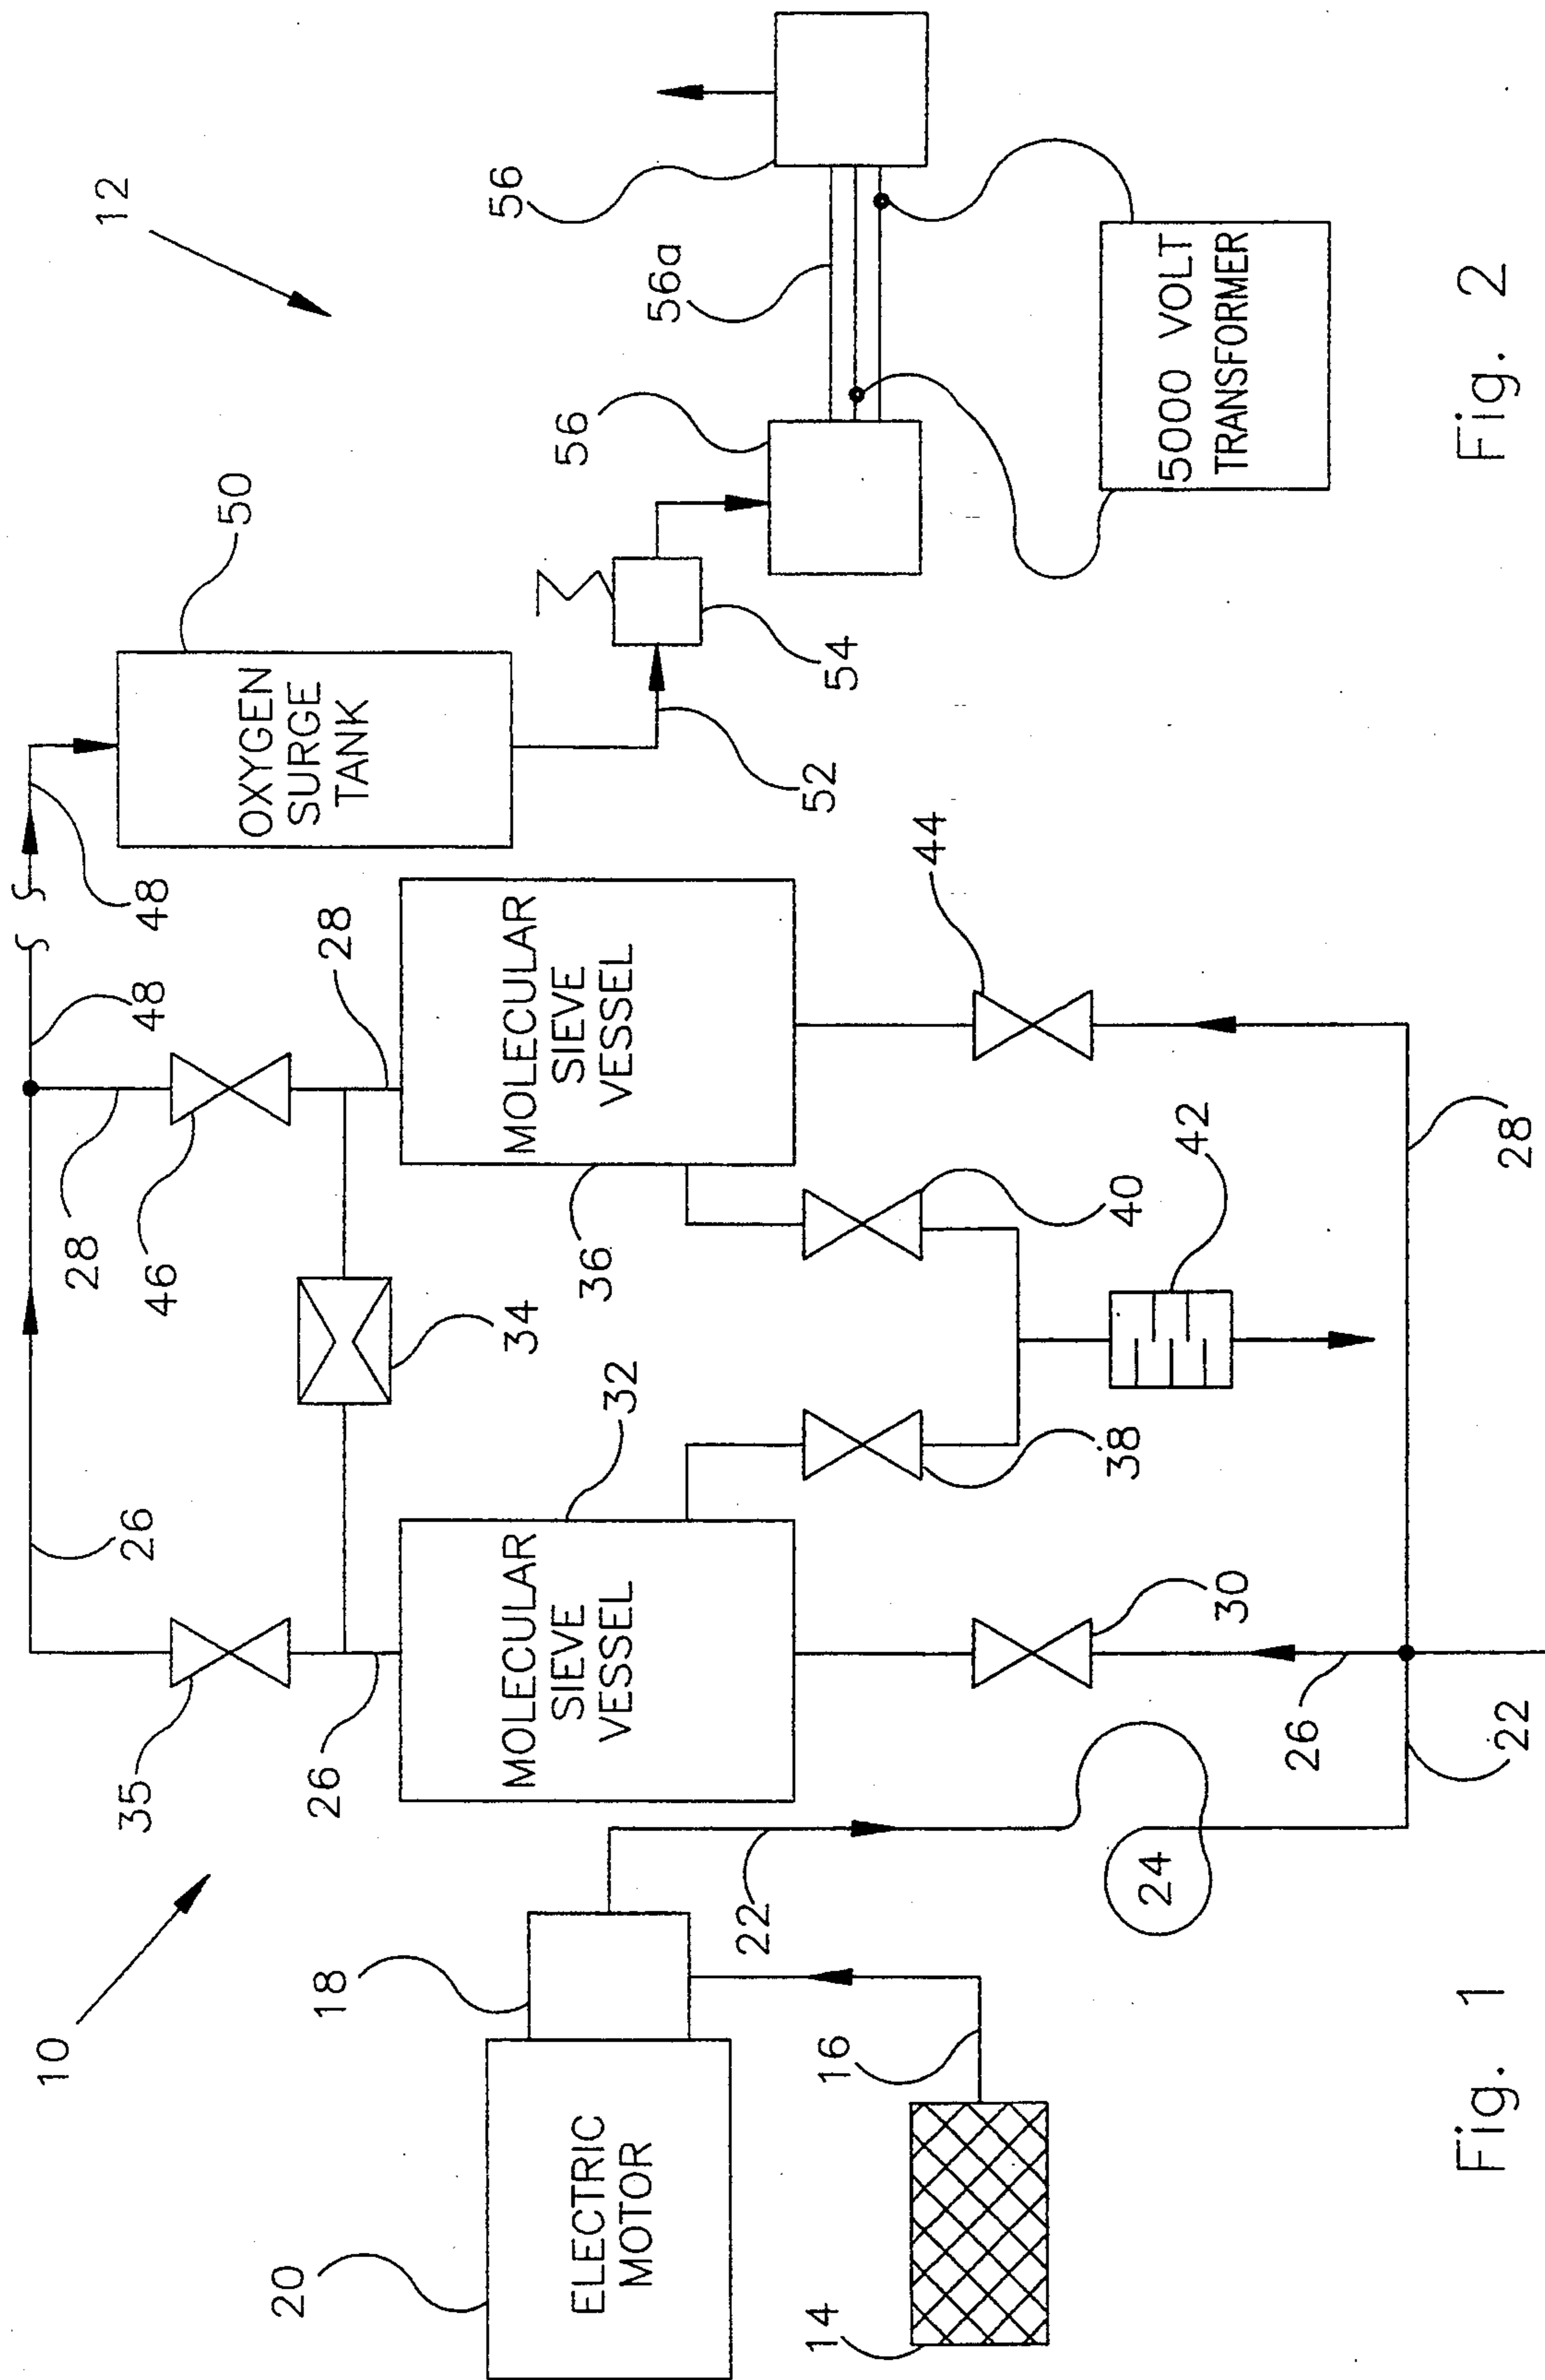 10
20
ELECTRIC
MOTOR
18
14
16
22
24
35
26
26
MOLECULAR
SIEVE
VESSEL
32
34
38
30
26
22
42
40
36
28
46
28
48
MOLECULAR
SIEVE
VESSEL
28
44
28
Fig. 1
12
48
50
OXYGEN
SURGE
TANK
52
54
56
56a
56
5000 VOLT
TRANSFORMER
Fig. 2